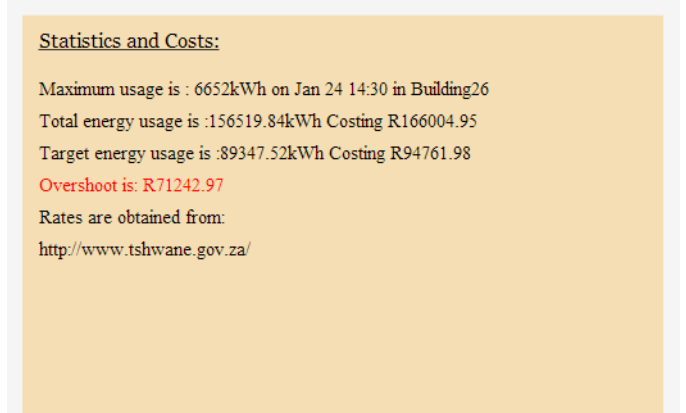 Statistics and Costs:
Maximum usage is : 6652kWh on Jan 24 14:30 in Building26
Total energy usage is :156519.84kWh Costing R166004.95
Target energy usage is :89347.52kWh Costing R94761.98
Overshoot is: R71242.97
Rates are obtained from:
http://www.tshwane.gov.za/